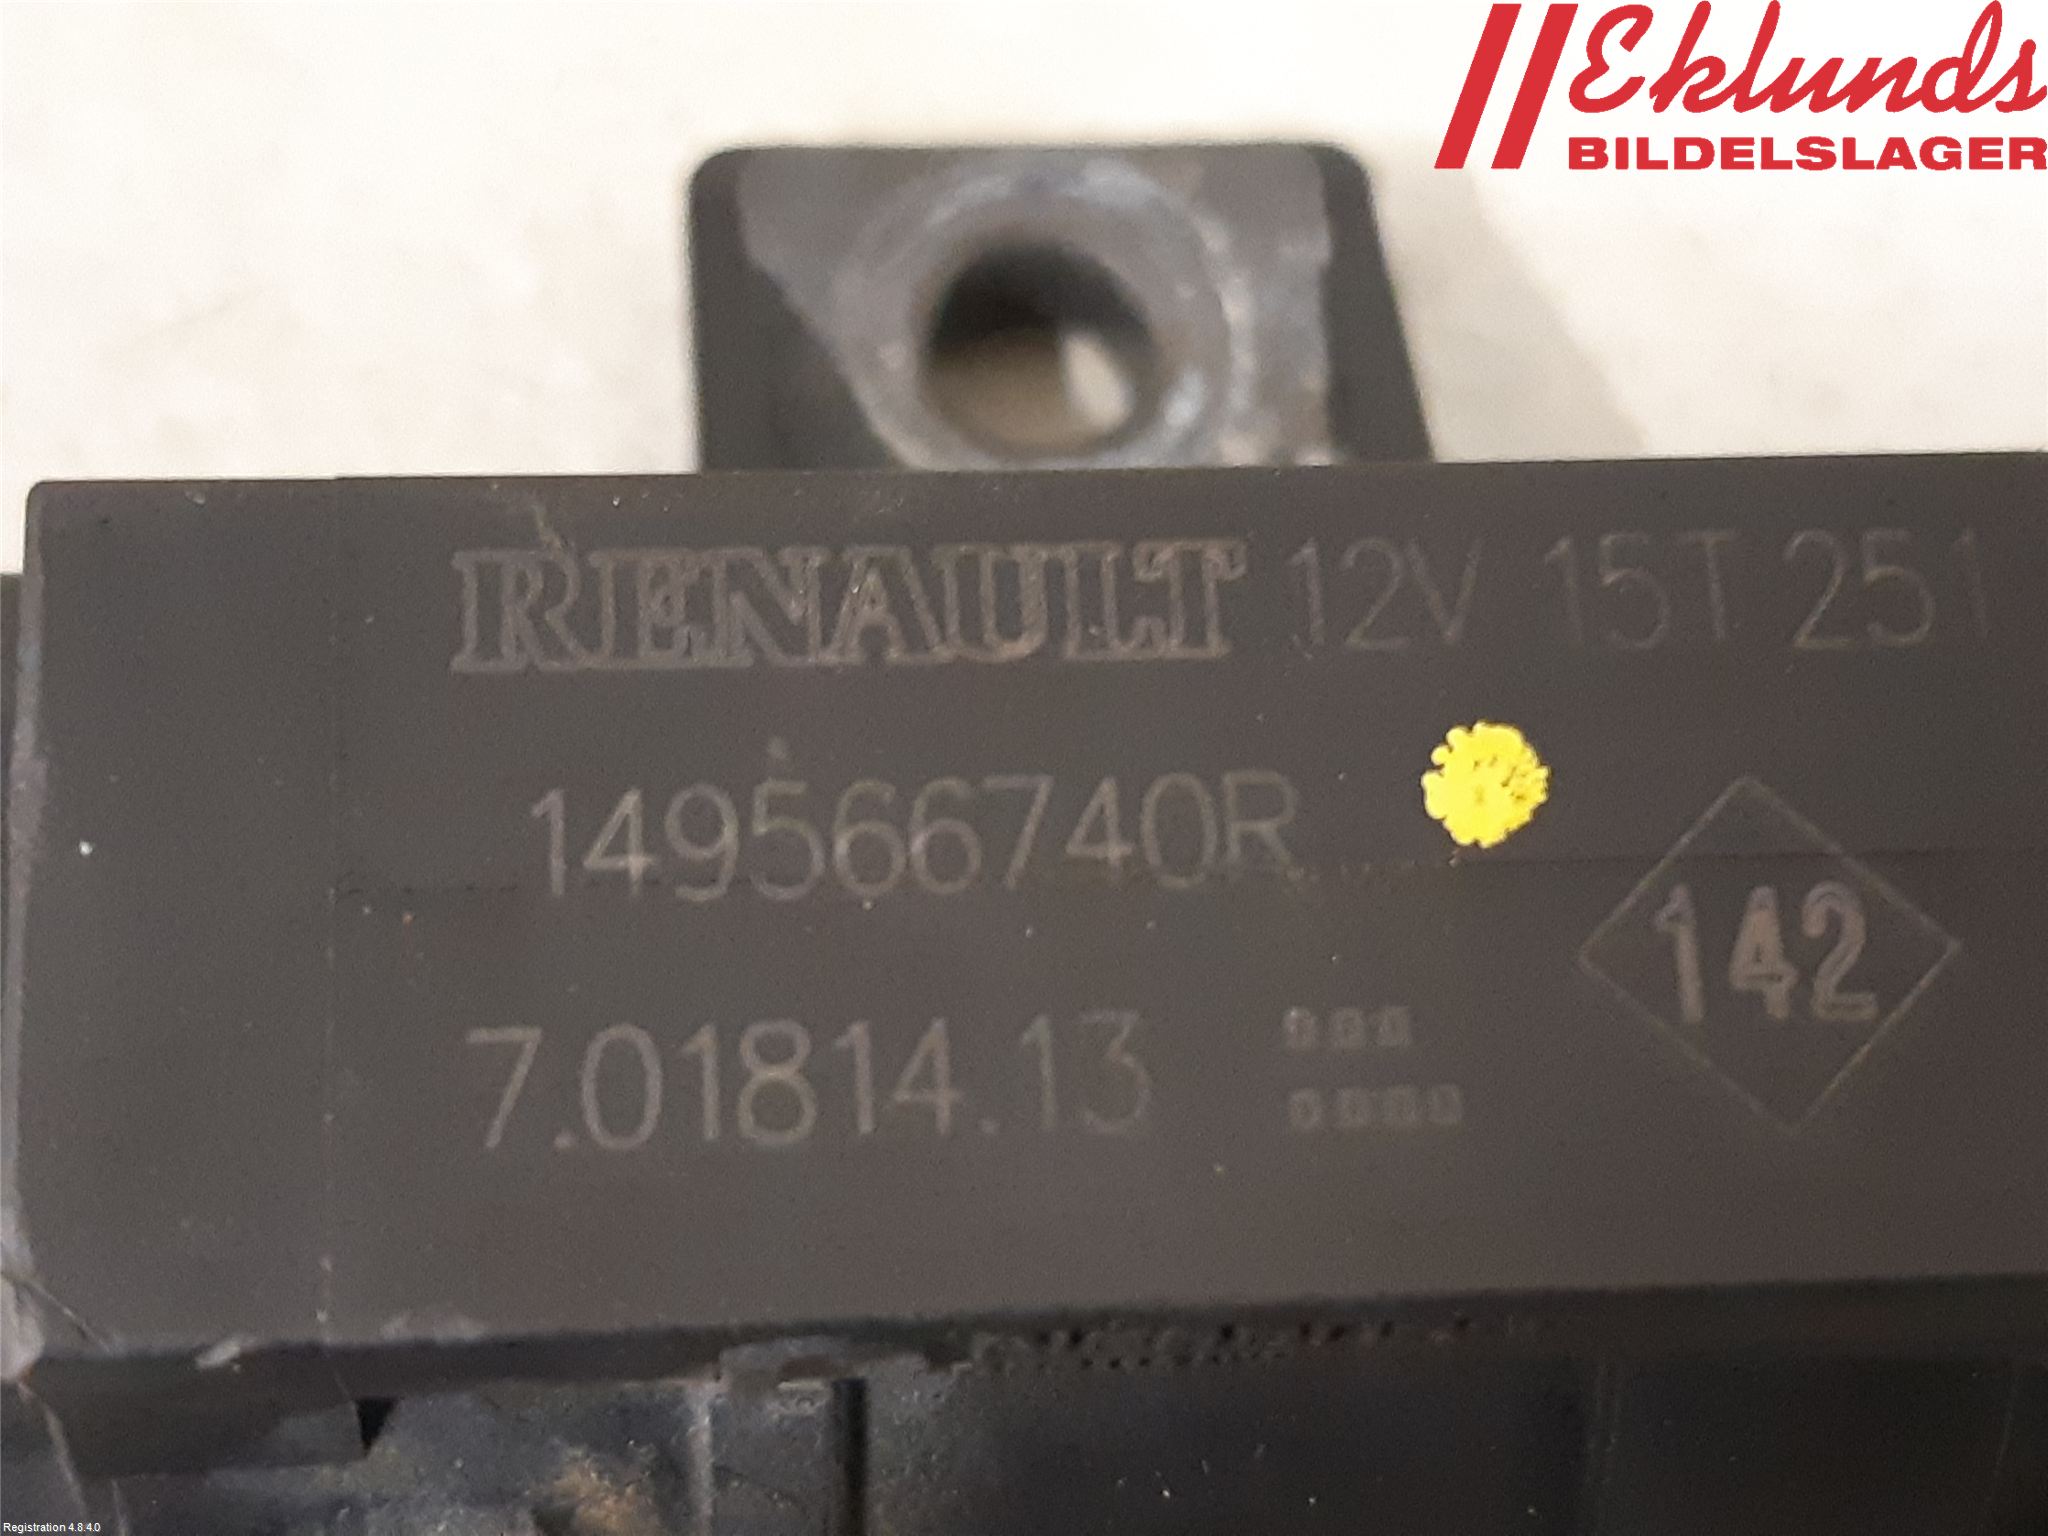 Eklunds
BILDELSLAGER
RENAULT 12V 15T 251
149566740R
142
7.01814.13
Registration 4.8.4.0